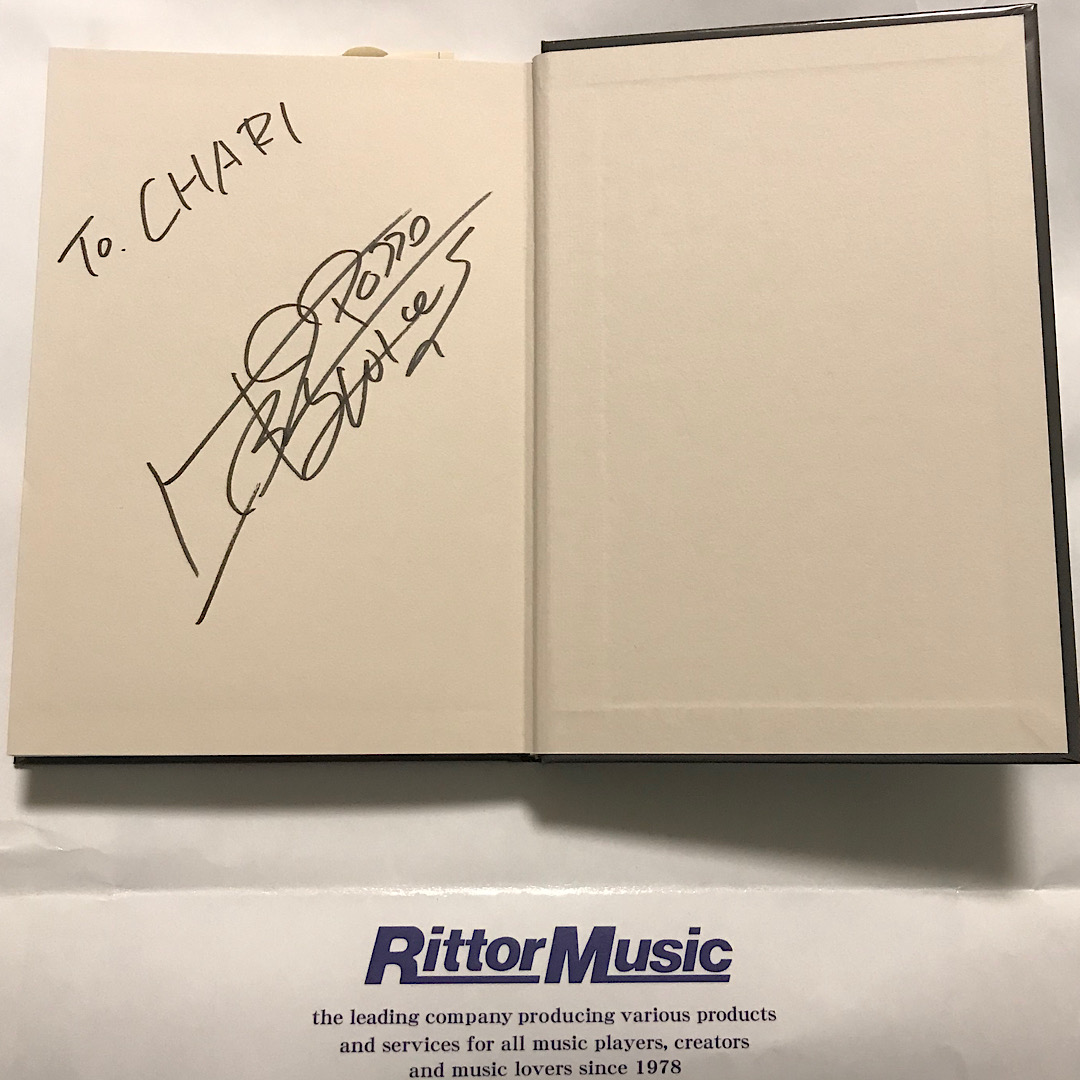 To. CHARI
RittorMusic
the leading company producing various products
and services for all music players, creators
and music lovers since 1978